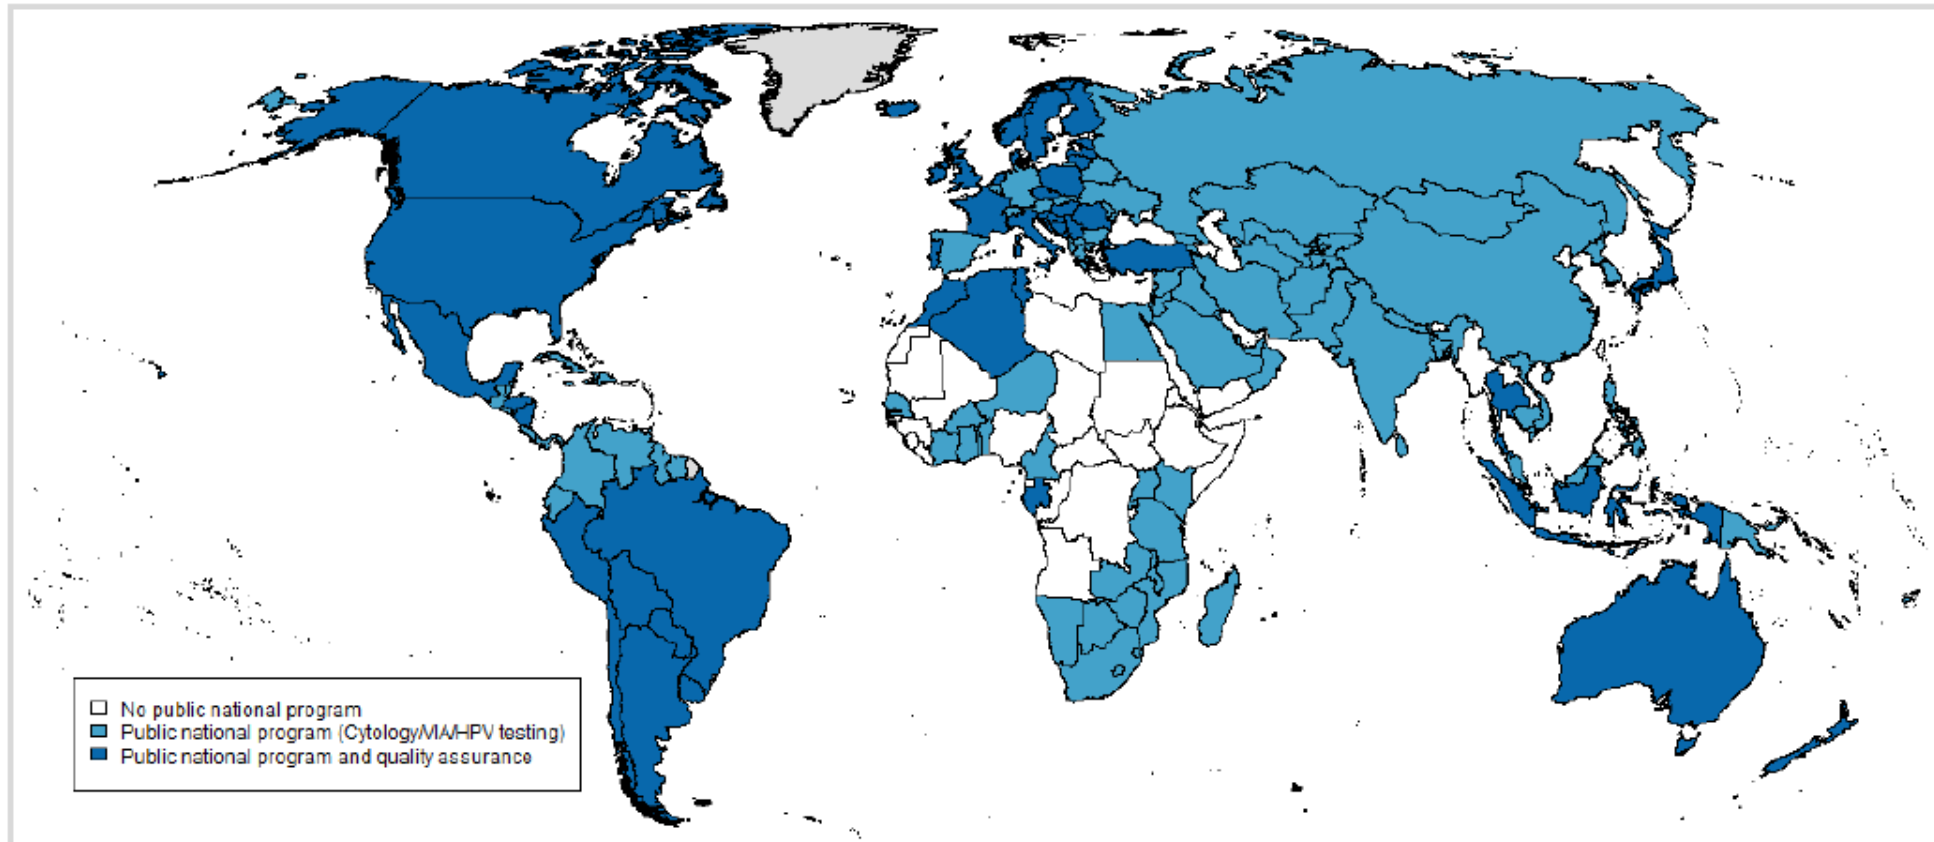 No public national program
Public national program (Cytology/VIA/HPV testing)
Public national program and quality assurance